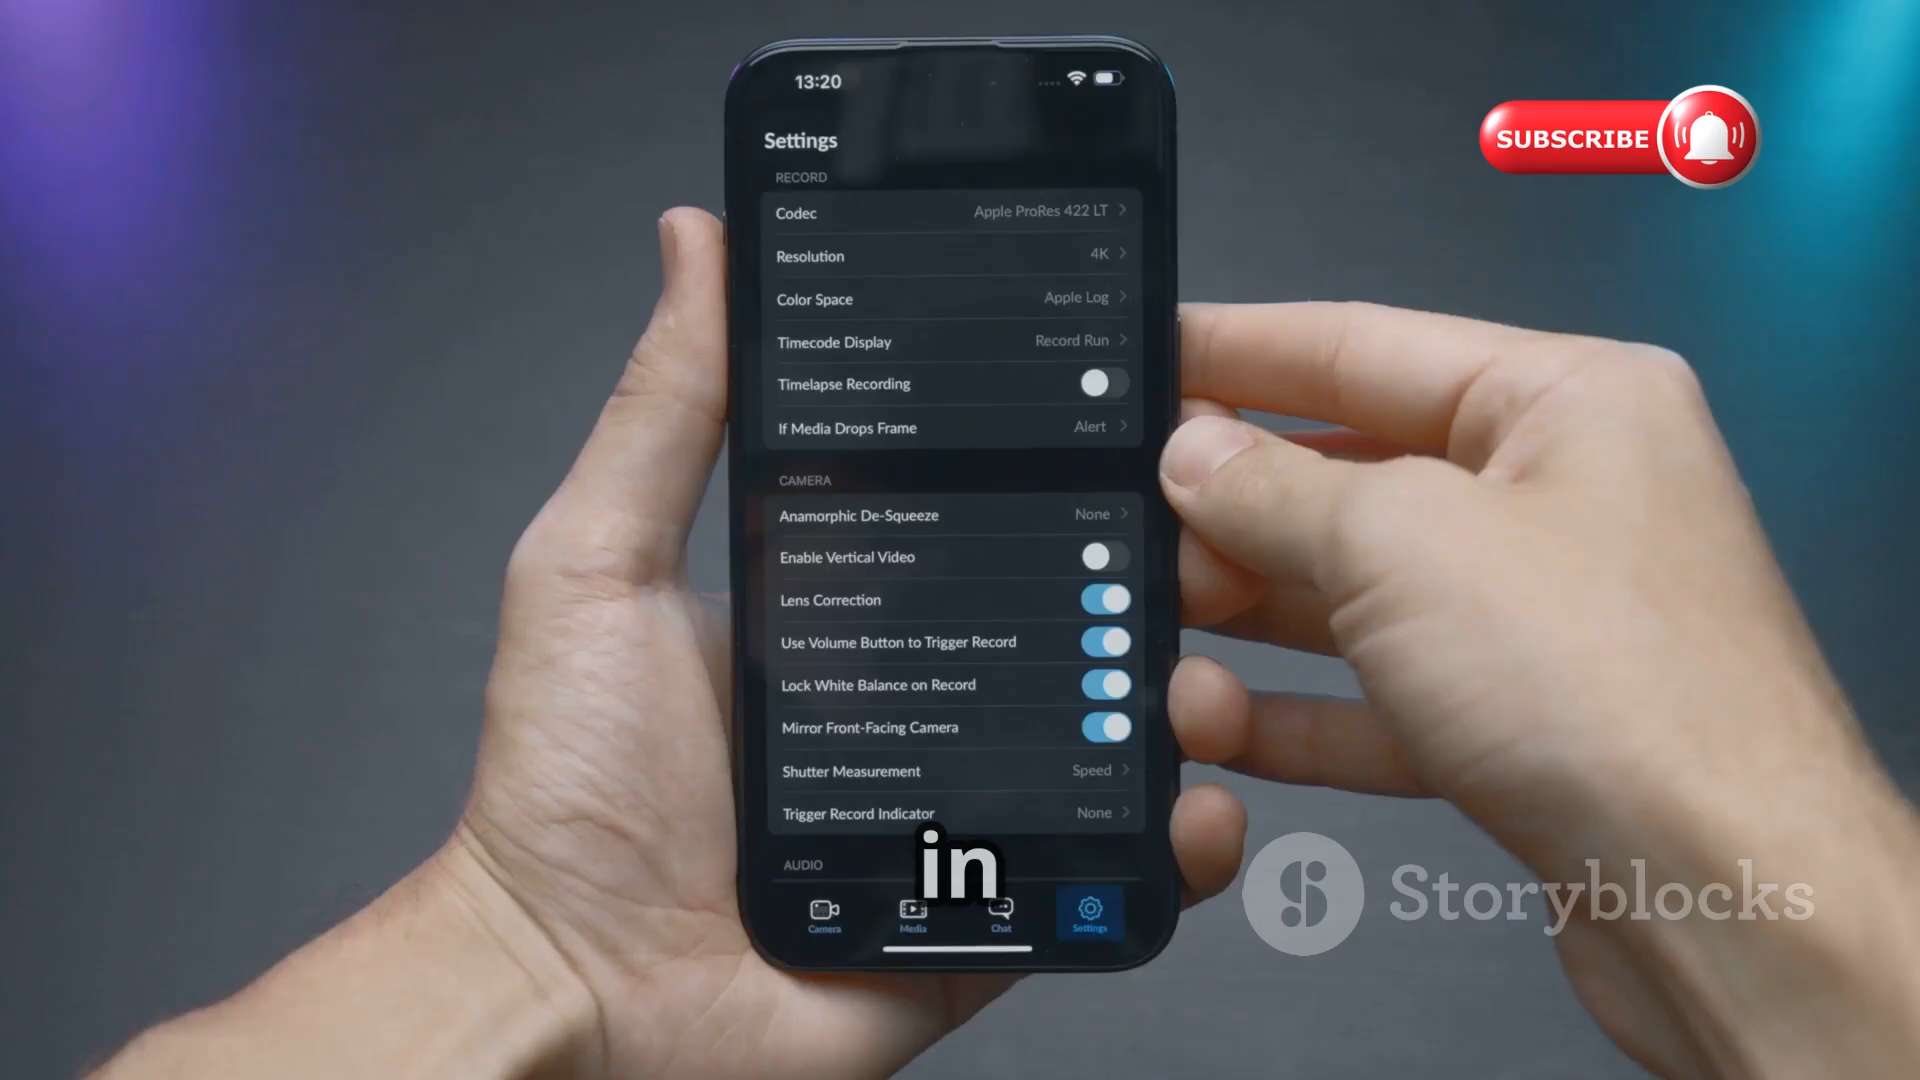 13:20
SUBSCRIBE
Settings
RECORD
Codec Apple ProRes 422 LT
Resolution 4K
Color Space Apple Log
Timecode Display Record Run
Timelapse Recording
If Media Drops Frame Alert
CAMERA
Anamorphic De-Squeeze None
Enable Vertical Video
Lens Correction
Use Volume Button to Trigger Record
Lock White Balance on Record
Mirror Front-Facing Camera
Shutter Measurement Speed
Trigger Record Indicator None
AUDIO
in
Storyblocks
Camera Media Chat Settings